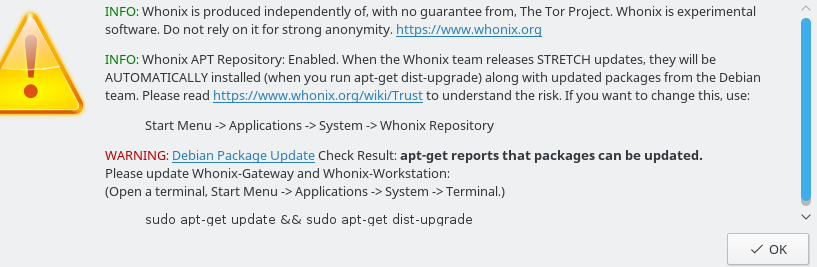 INFO: Whonix is produced independently of, with no guarantee from, The Tor Project. Whonix is experimental
software. Do not rely on it for strong anonymity. https://www.whonix.org
INFO: Whonix APT Repository: Enabled. When the Whonix team releases STRETCH updates, they will be
AUTOMATICALLY installed (when you run apt-get dist-upgrade) along with updated packages from the Debian
team. Please read https://www.whonix.org/wiki/Trust to understand the risk. If you want to change this, use:
Start Menu -> Applications -> System -> Whonix Repository
WARNING: Debian Package Update Check Result: apt-get reports that packages can be updated.
Please update Whonix-Gateway and Whonix-Workstation:
(Open a terminal, Start Menu -> Applications -> System -> Terminal.)
sudo apt-get update && sudo apt-get dist-upgrade
OK